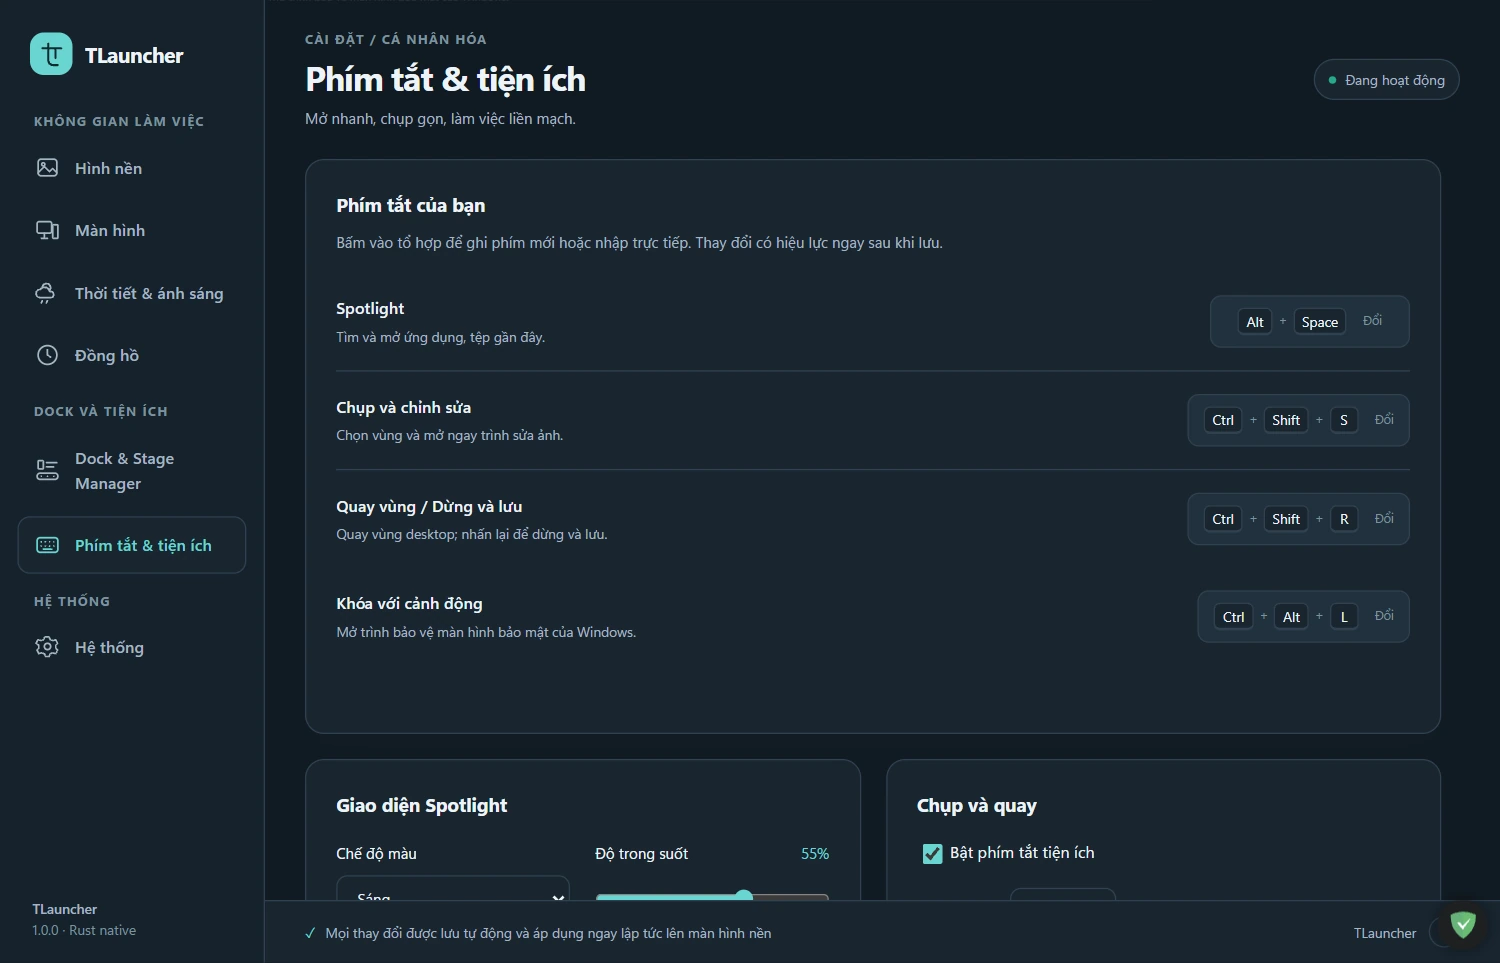 TLauncher
KHÔNG GIAN LÀM VIỆC
Hình nền
Màn hình
Thời tiết & ánh sáng
Đồng hồ
DOCK VÀ TIỆN ÍCH
Dock & Stage
Manager
Phím tắt & tiện ích
HỆ THỐNG
Hệ thống
TLauncher
1.0.0 · Rust native
CÀI ĐẶT / CÁ NHÂN HÓA
Phím tắt & tiện ích
Mở nhanh, chụp gọn, làm việc liền mạch.
Đang hoạt động
Phím tắt của bạn
Bấm vào tổ hợp để ghi phím mới hoặc nhập trực tiếp. Thay đổi có hiệu lực ngay sau khi lưu.
Spotlight
Tìm và mở ứng dụng, tệp gần đây.
Alt + Space Đổi
Chụp và chỉnh sửa
Chọn vùng và mở ngay trình sửa ảnh.
Ctrl + Shift + S Đổi
Quay vùng / Dừng và lưu
Quay vùng desktop; nhấn lại để dừng và lưu.
Ctrl + Shift + R Đổi
Khóa với cảnh động
Mở trình bảo vệ màn hình bảo mật của Windows.
Ctrl + Alt + L Đổi
Giao diện Spotlight
Chế độ màu
Sáng
Độ trong suốt 55%
Chụp và quay
Bật phím tắt tiện ích
✓ Mọi thay đổi được lưu tự động và áp dụng ngay lập tức lên màn hình nền
TLauncher